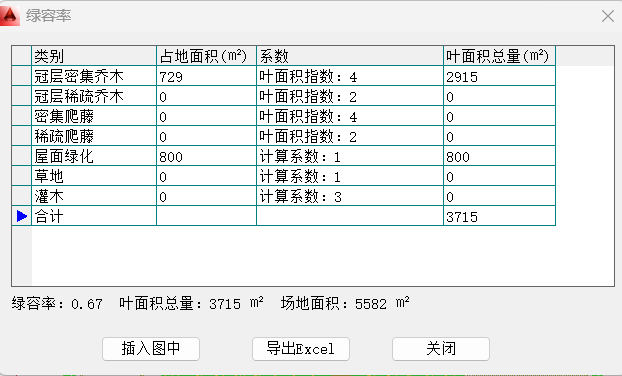 绿容率
类别 占地面积(㎡) 系数 叶面积总量(㎡)
冠层密集乔木 729 叶面积指数：4 2915
冠层稀疏乔木 0 叶面积指数：2 0
密集爬藤 0 叶面积指数：4 0
稀疏爬藤 0 叶面积指数：2 0
屋面绿化 800 计算系数：1 800
草地 0 计算系数：1 0
灌木 0 计算系数：3 0
合计 3715
绿容率：0.67 叶面积总量：3715 ㎡ 场地面积：5582 ㎡
插入图中 导出Excel 关闭